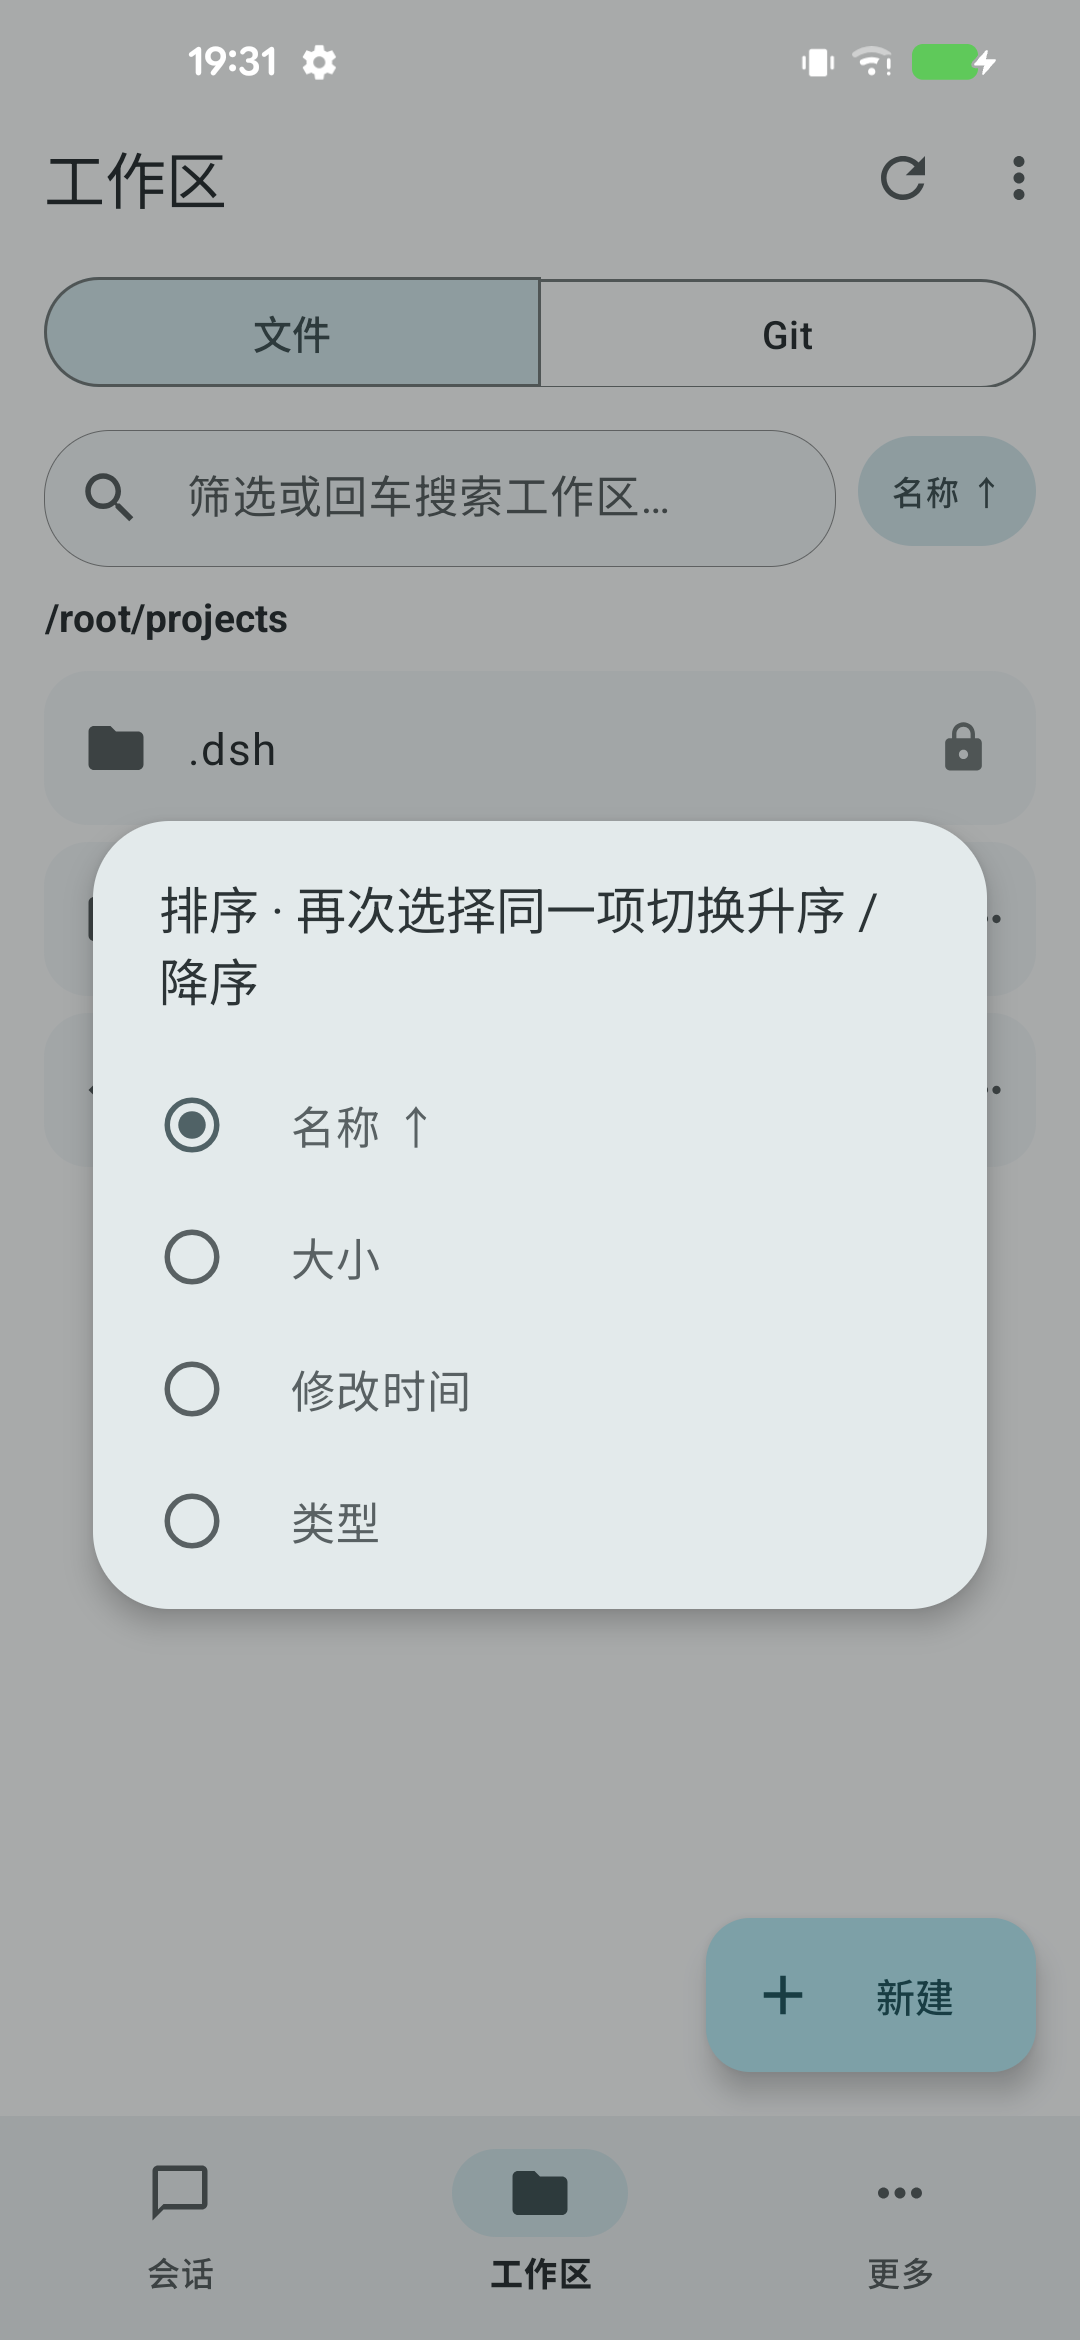 19:31
工作区
文件
Git
筛选或回车搜索工作区...
名称 ↑
/root/projects
.dsh
排序 · 再次选择同一项切换升序 /
降序
名称 ↑
大小
修改时间
类型
新建
会话
工作区
更多